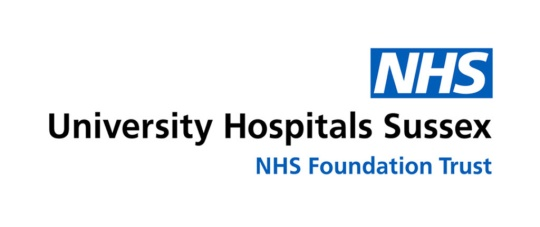 NHS
University Hospitals Sussex
NHS Foundation Trust